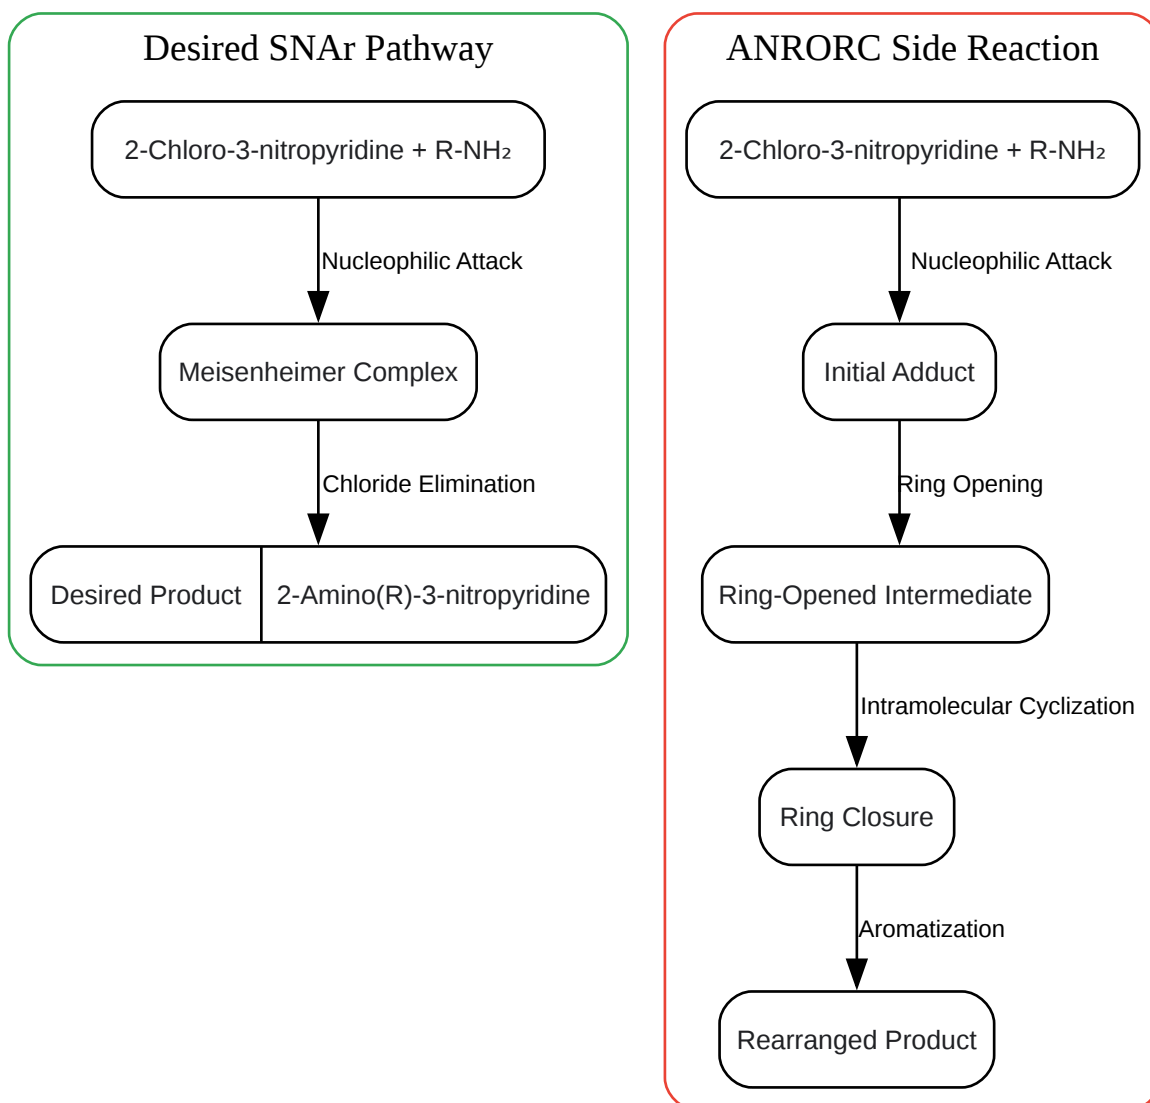 Desired SNAr Pathway
2-Chloro-3-nitropyridine + R-NH₂
Nucleophilic Attack
Meisenheimer Complex
Chloride Elimination
Desired Product
2-Amino(R)-3-nitropyridine
ANRORC Side Reaction
2-Chloro-3-nitropyridine + R-NH₂
Nucleophilic Attack
Initial Adduct
Ring Opening
Ring-Opened Intermediate
Intramolecular Cyclization
Ring Closure
Aromatization
Rearranged Product